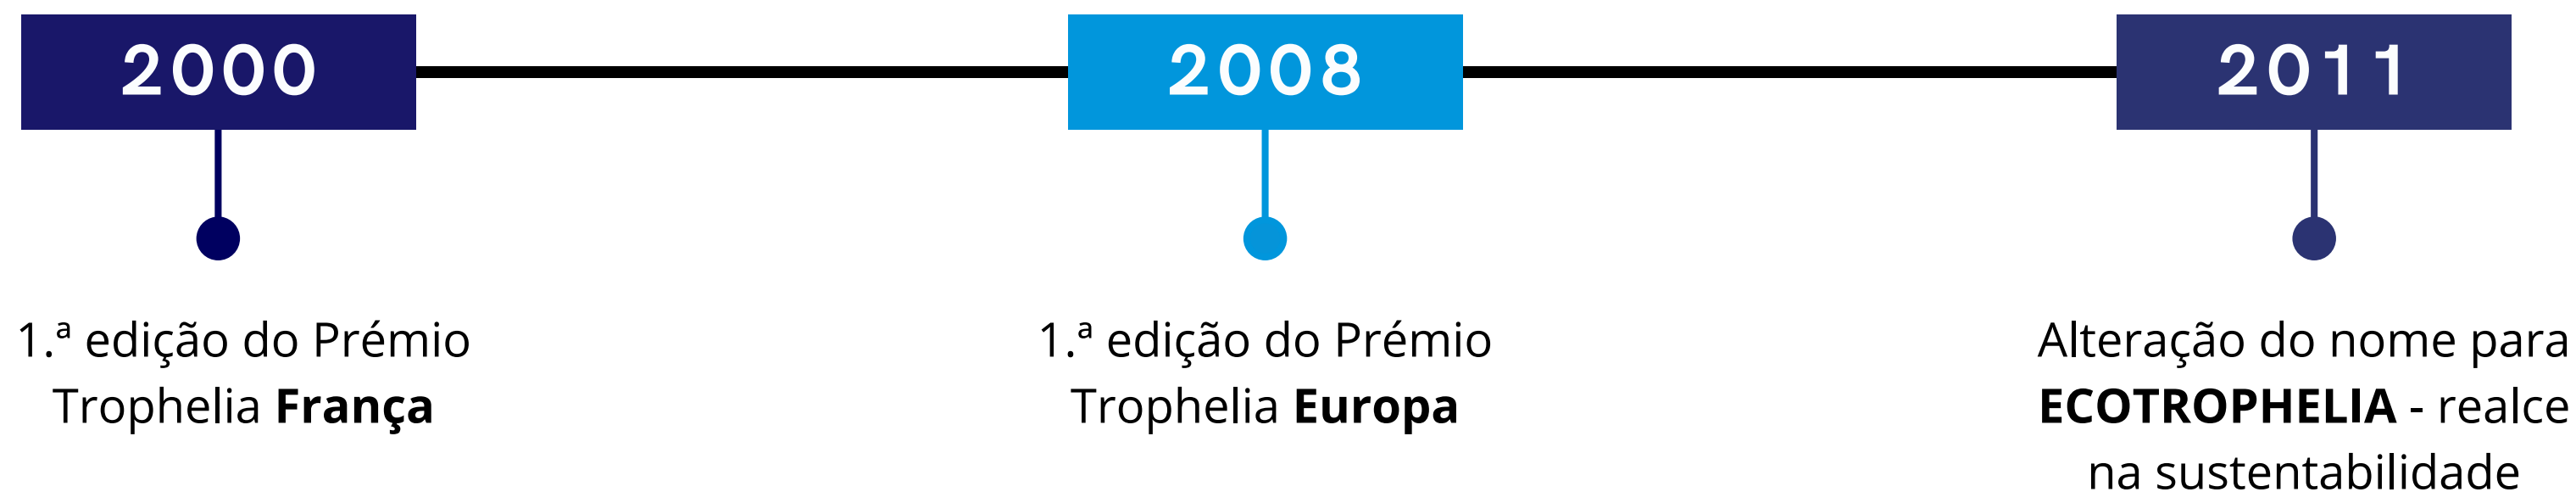 2000
2008
2011
1.ª edição do Prémio
Trophelia França
1.ª edição do Prémio
Trophelia Europa
Alteração do nome para
ECOTROPHELIA - realce
na sustentabilidade